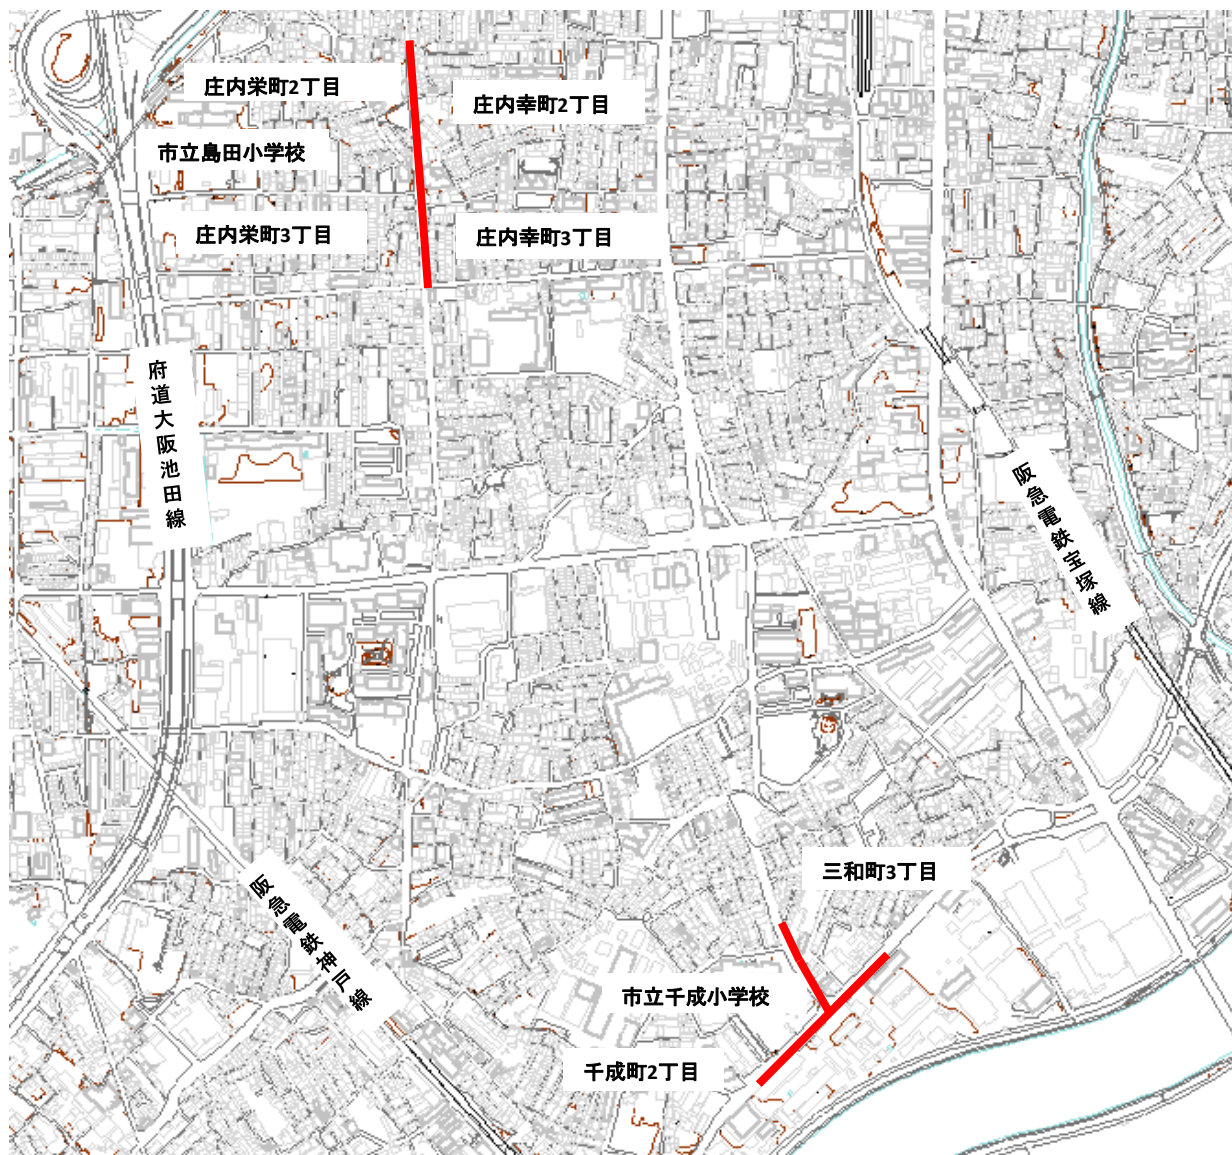 庄内栄町2丁目
庄内幸町2丁目
市立島田小学校
庄内栄町3丁目
庄内幸町3丁目
府道大阪池田線
阪急電鉄宝塚線
三和町3丁目
阪急電鉄神戸線
市立千成小学校
千成町2丁目